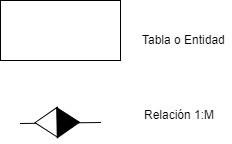 Tabla o Entidad
Relación 1:M